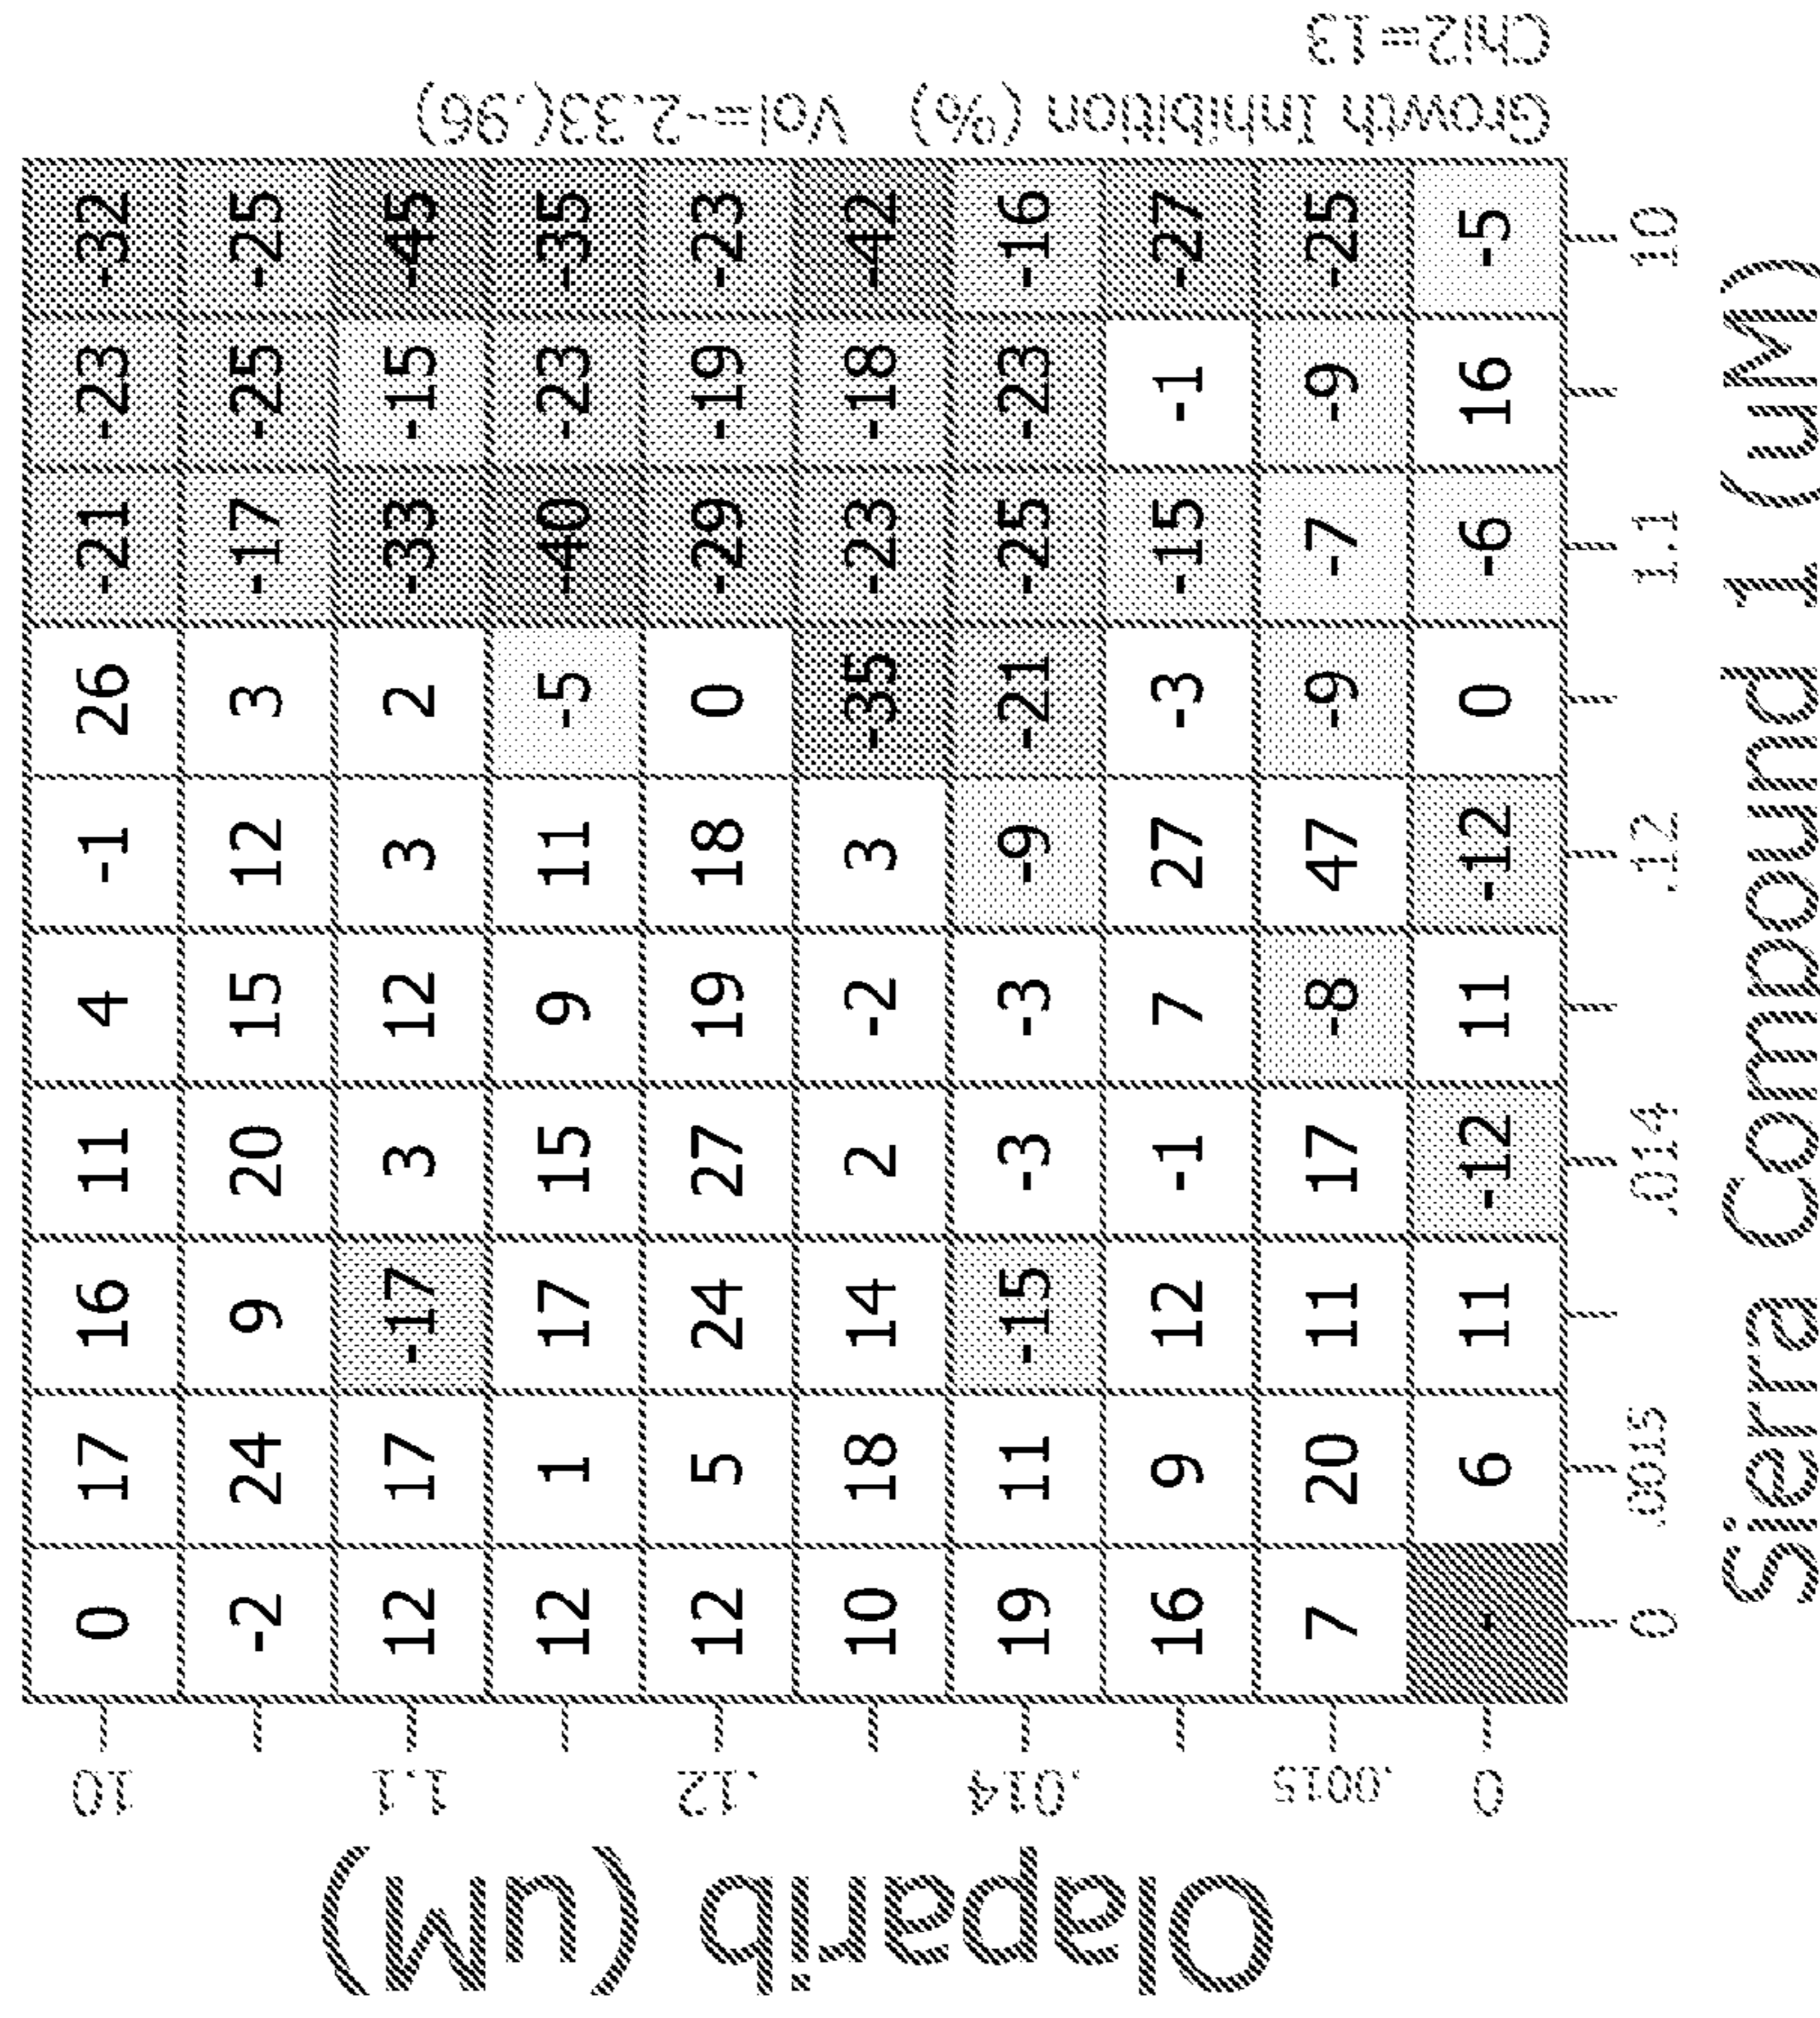 Growth Inhibition (%) Vol=-2.33(.96)
Chi2=13
Olaparib (uM)
10 0 17 16 11 4 -1 26 -21 -23 -32
-2 24 9 20 15 12 3 -17 -25 -25
1.1 12 17 -17 3 12 3 2 -33 -15 -45
12 1 17 15 9 11 -5 -40 -23 -35
.12 12 5 24 27 19 18 0 -29 -19 -23
10 18 14 2 -2 3 -35 -23 -18 -42
.014 19 11 -15 -3 -3 -9 -21 -25 -23 -16
16 9 12 -1 7 27 -3 -15 -1 -27
.0015 7 20 11 17 -8 47 -9 -7 -9 -25
0 - 6 11 -12 11 -12 0 -6 16 -5
0 .0015 .014 .12 1.1 10
Sierra Compound 1 (uM)